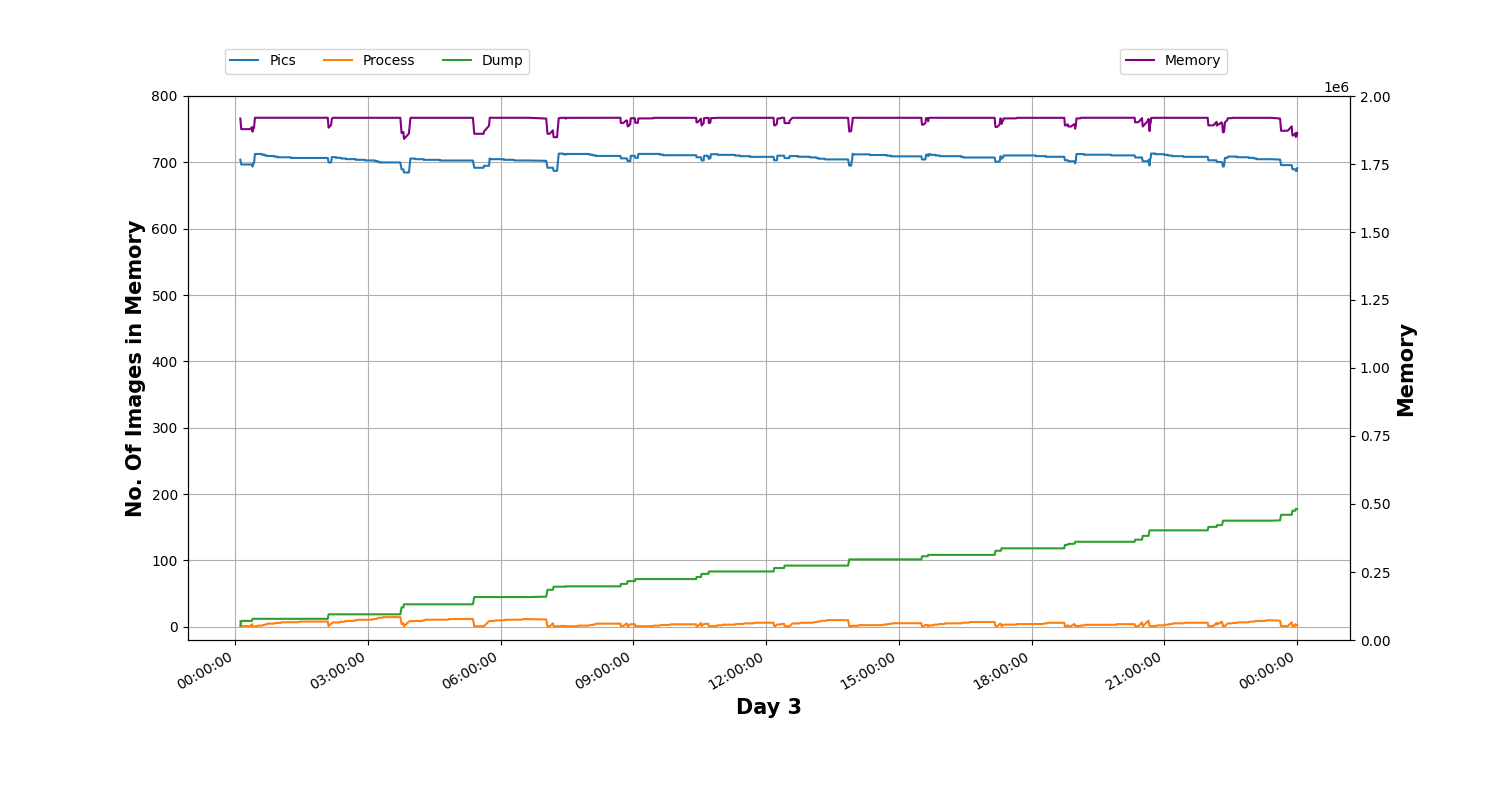 Pics Process Dump Memory
1e6
800 2.00
700 1.75
600 1.50
500 1.25
400 1.00
300 0.75
200 0.50
100 0.25
0 0.00
No. Of Images in Memory
Memory
00:00:00 03:00:00 06:00:00 09:00:00 12:00:00 15:00:00 18:00:00 21:00:00 00:00:00
Day 3